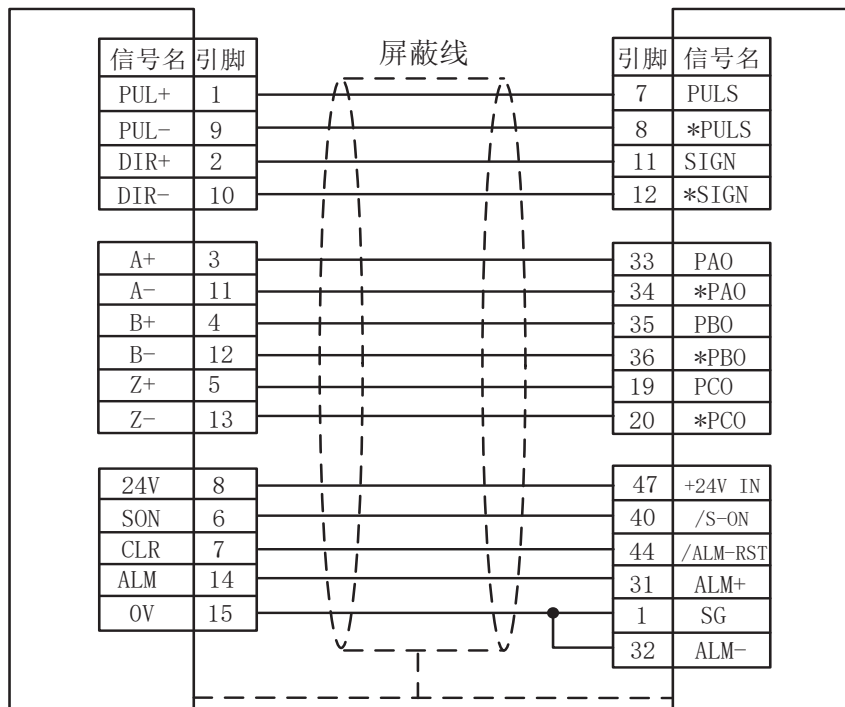 屏蔽线
信号名 引脚 引脚 信号名
PUL+ 1 7 PULS
PUL- 9 8 *PULS
DIR+ 2 11 SIGN
DIR- 10 12 *SIGN
A+ 3 33 PAO
A- 11 34 *PAO
B+ 4 35 PBO
B- 12 36 *PBO
Z+ 5 19 PCO
Z- 13 20 *PCO
24V 8 47 +24V IN
SON 6 40 /S-ON
CLR 7 44 /ALM-RST
ALM 14 31 ALM+
0V 15 1 SG
32 ALM-